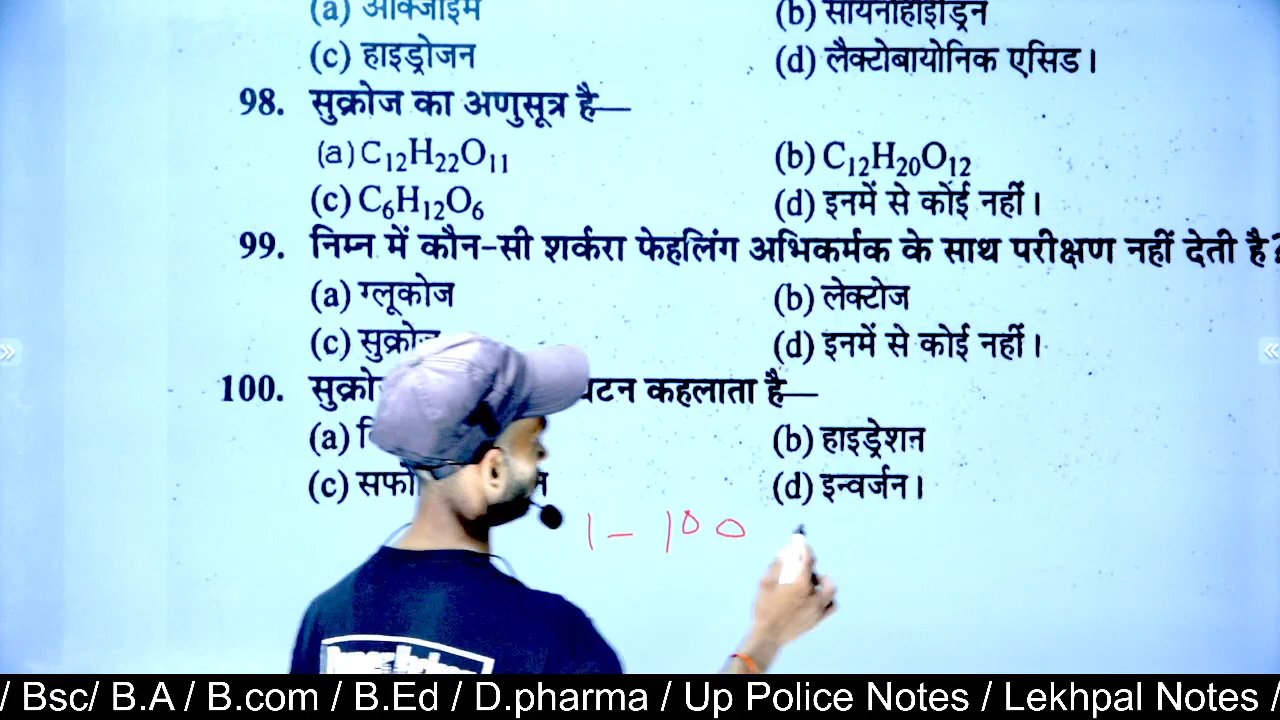 (a) ऑक्जाइम (b) सायनोहाइड्रिन
(c) हाइड्रोजन (d) लैक्टोबायोनिक एसिड।
98. सुक्रोज का अणुसूत्र है—
(a) C₁₂H₂₂O₁₁ (b) C₁₂H₂₀O₁₂
(c) C₆H₁₂O₆ (d) इनमें से कोई नहीं।
99. निम्न में कौन-सी शर्करा फेहलिंग अभिकर्मक के साथ परीक्षण नहीं देती है?
(a) ग्लूकोज (b) लेक्टोज
(c) सुक्रोज (d) इनमें से कोई नहीं।
100. सुक्रो घटन कहलाता है—
(a) (b) हाइड्रेशन
(c) सफो न (d) इन्वर्जन।
1 - 100
/ Bsc/ B.A / B.com / B.Ed / D.pharma / Up Police Notes / Lekhpal Notes /